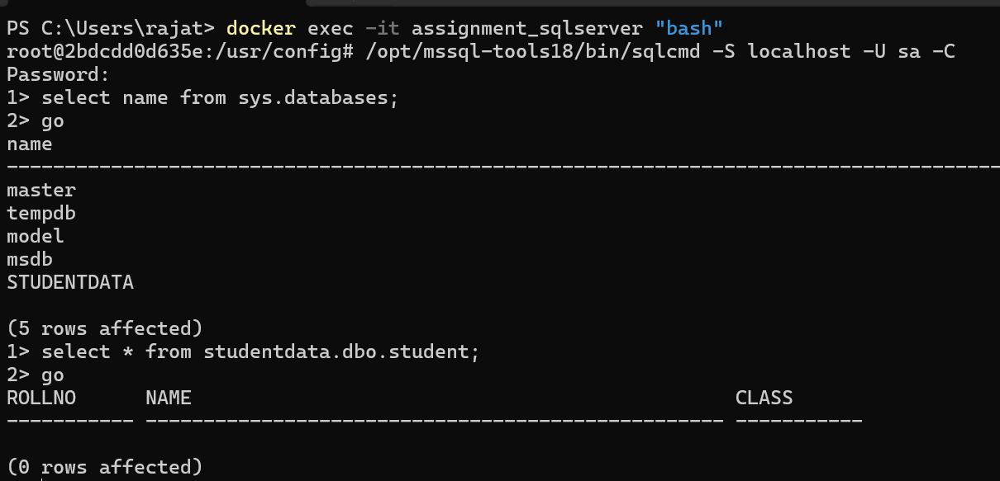 PS C:\Users\rajat> docker exec -it assignment_sqlserver "bash"
root@2bdcdd0d635e:/usr/config# /opt/mssql-tools18/bin/sqlcmd -S localhost -U sa -C
Password:
1> select name from sys.databases;
2> go
name
--------------------------------------------------------------------------------------
master
tempdb
model
msdb
STUDENTDATA

(5 rows affected)
1> select * from studentdata.dbo.student;
2> go
ROLLNO      NAME                                               CLASS
----------- -------------------------------------------------- -----------

(0 rows affected)